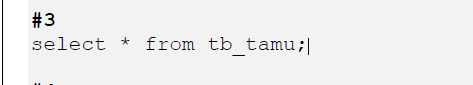 #3
select * from tb_tamu;